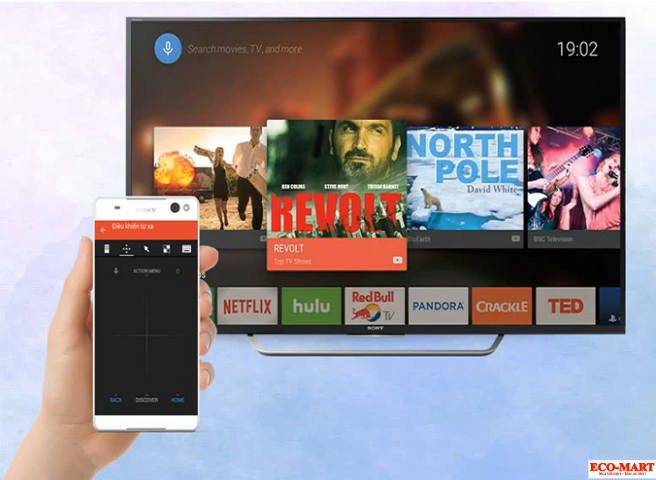 Search movies, TV, and more
19:02
BEN COLINS STEVE HUNT TRISHA BARNET
REVOLT
REVOLT
Top TV Shows
NORTH
POLE
David White
BNC Television
NETFLIX
hulu
Red Bull
TV
PANDORA
CRACKLE
TED
SONY
SONY
Điều khiển từ xa
ACTION MENU
BACK
DISCOVER
HOME
ECO-MART